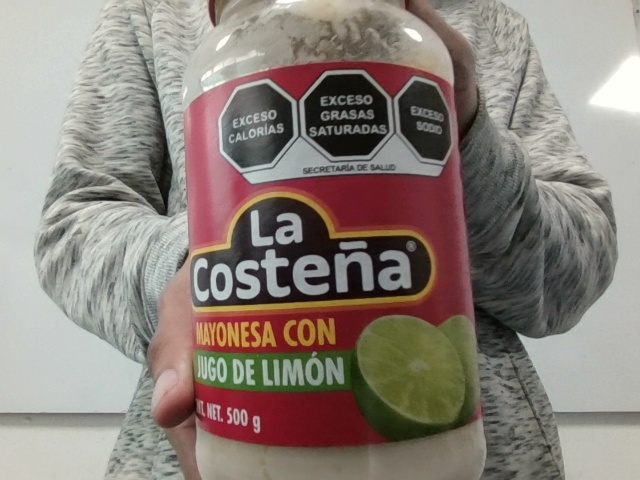 EXCESO
CALORÍAS
EXCESO
GRASAS
SATURADAS
EXCESO
SODIO
SECRETARÍA DE SALUD
La
Costeña®
MAYONESA CON
JUGO DE LIMÓN
NET. 500 g